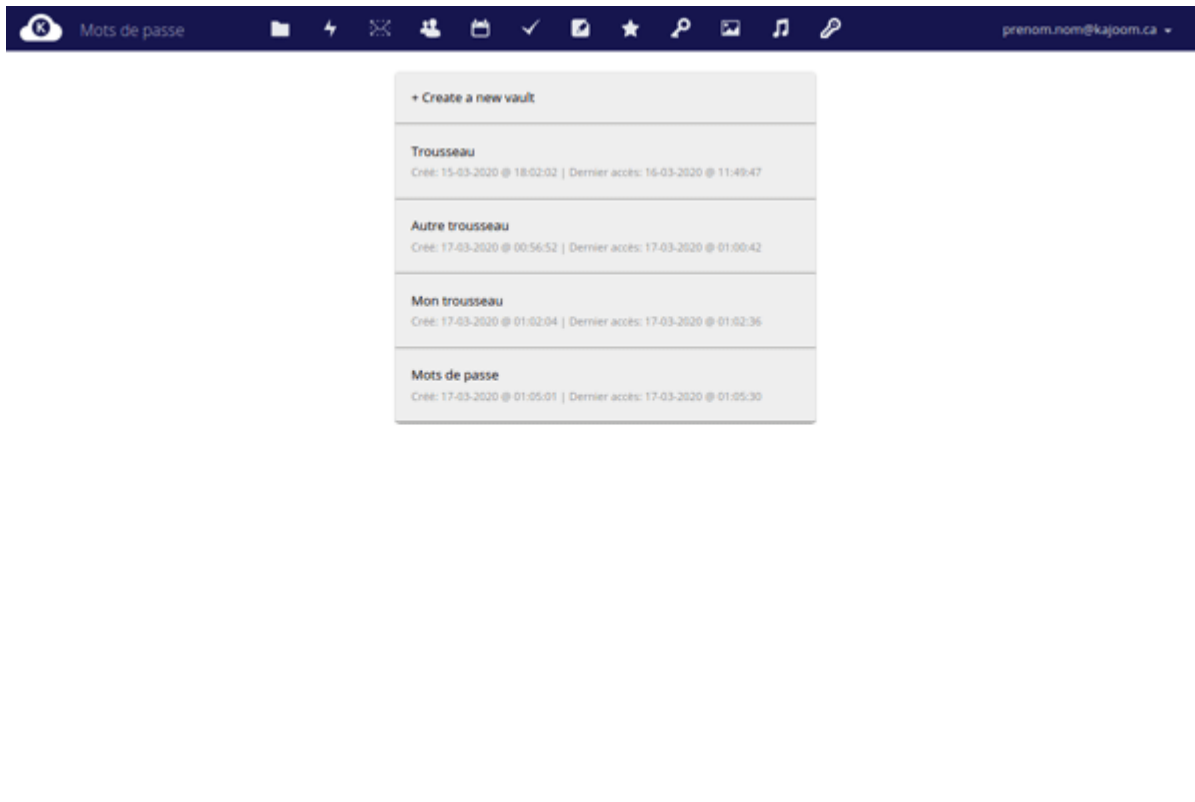 K
Mots de passe
prenom.nom@kajoom.ca
+ Create a new vault
Trousseau
Créé: 15-03-2020 @ 18:02:02 | Dernier accès: 16-03-2020 @ 11:49:47
Autre trousseau
Créé: 17-03-2020 @ 00:56:52 | Dernier accès: 17-03-2020 @ 01:00:42
Mon trousseau
Créé: 17-03-2020 @ 01:02:04 | Dernier accès: 17-03-2020 @ 01:02:36
Mots de passe
Créé: 17-03-2020 @ 01:05:01 | Dernier accès: 17-03-2020 @ 01:05:30